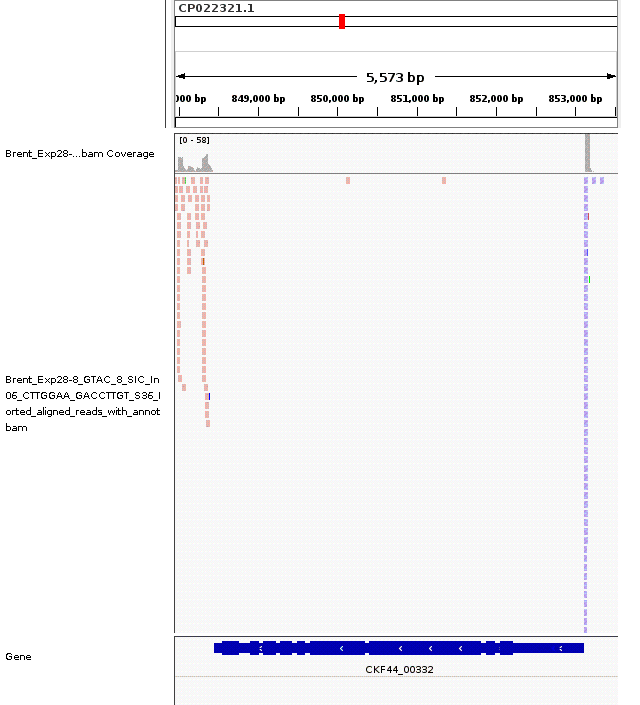 CP022321.1
5,573 bp
000 bp
849,000 bp
850,000 bp
851,000 bp
852,000 bp
853,000 bp
[0 - 58]
Brent_Exp28-...bam Coverage
Brent_Exp28-8_GTAC_8_SIC_In
06_CTTGGAA_GACCTTGT_S36_
orted_aligned_reads_with_annot
bam
Gene
CKF44_00332